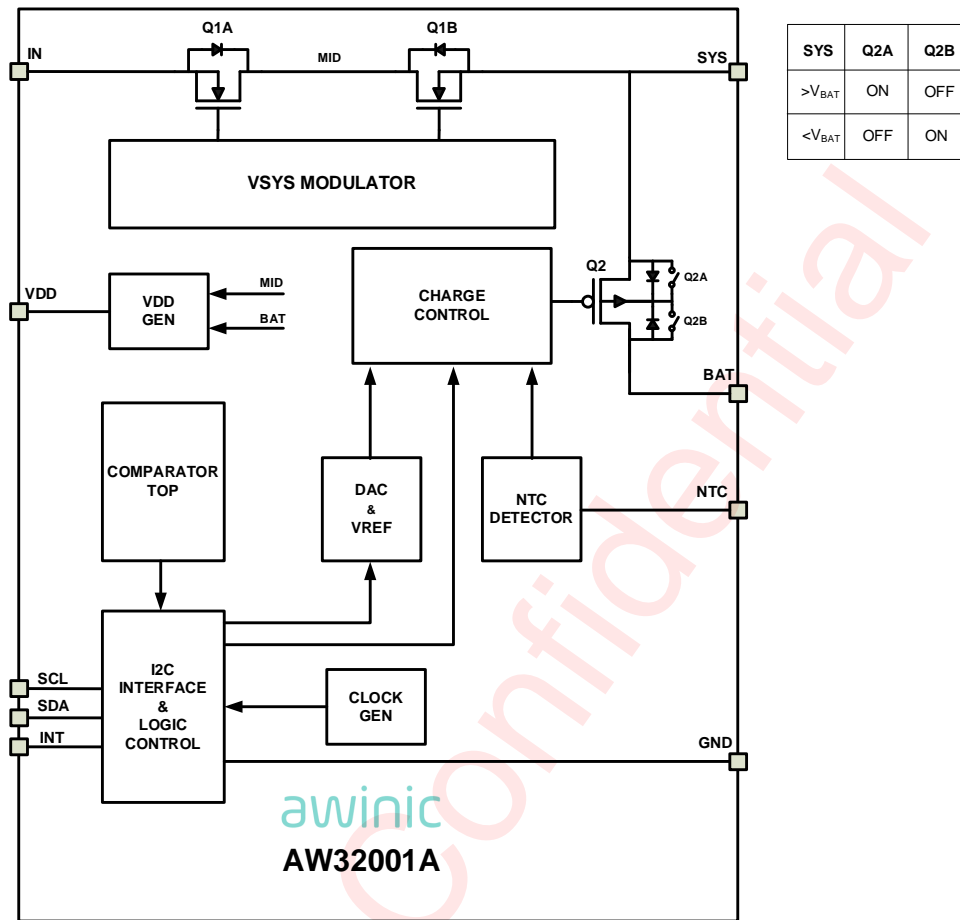 Q1A
Q1B
IN
MID
SYS
VSYS MODULATOR
SYS Q2A Q2B
>VBAT ON OFF
<VBAT OFF ON
VDD
VDD
GEN
MID
BAT
CHARGE
CONTROL
Q2
Q2A
Q2B
BAT
COMPARATOR
TOP
DAC
&
VREF
NTC
DETECTOR
NTC
SCL
SDA
INT
I2C
INTERFACE
&
LOGIC
CONTROL
CLOCK
GEN
GND
awinic
AW32001A
Confidential